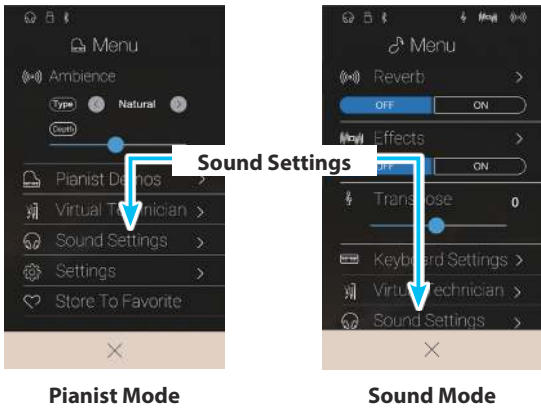 Menu
Ambience
Type Natural
Depth
Pianist Demos
Virtual Technician
Sound Settings
Settings
Store To Favorite
Pianist Mode
Sound Settings
Menu
Reverb
OFF ON
Effects
OFF ON
Transpose 0
Keyboard Settings
Virtual Technician
Sound Settings
Sound Mode